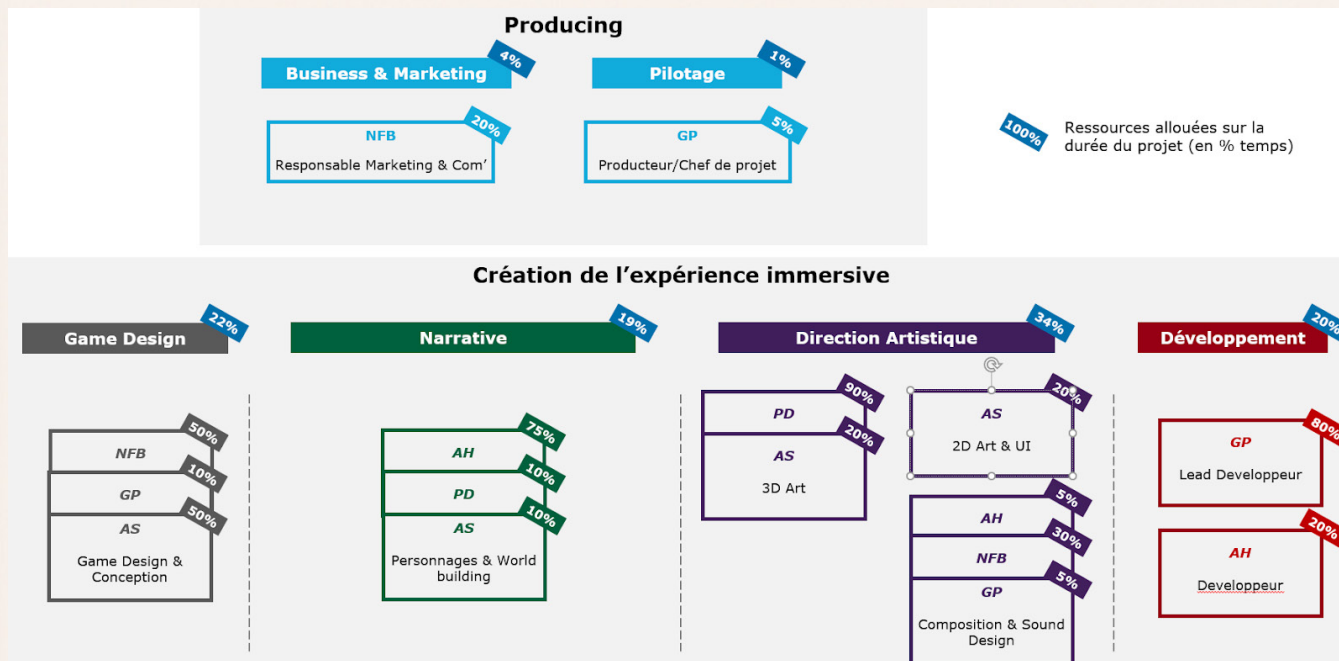 Producing
4%
Business & Marketing
1%
Pilotage
20%
NFB
Responsable Marketing & Com’
5%
GP
Producteur/Chef de projet
100%
Ressources allouées sur la
durée du projet (en % temps)
Création de l’expérience immersive
22%
Game Design
19%
Narrative
34%
Direction Artistique
20%
Développement
50%
NFB
10%
GP
50%
AS
Game Design &
Conception
75%
AH
10%
PD
10%
AS
Personnages & World
building
90%
PD
20%
AS
3D Art
20%
AS
2D Art & UI
5%
AH
30%
NFB
5%
GP
Composition & Sound
Design
80%
GP
Lead Developpeur
20%
AH
Developpeur